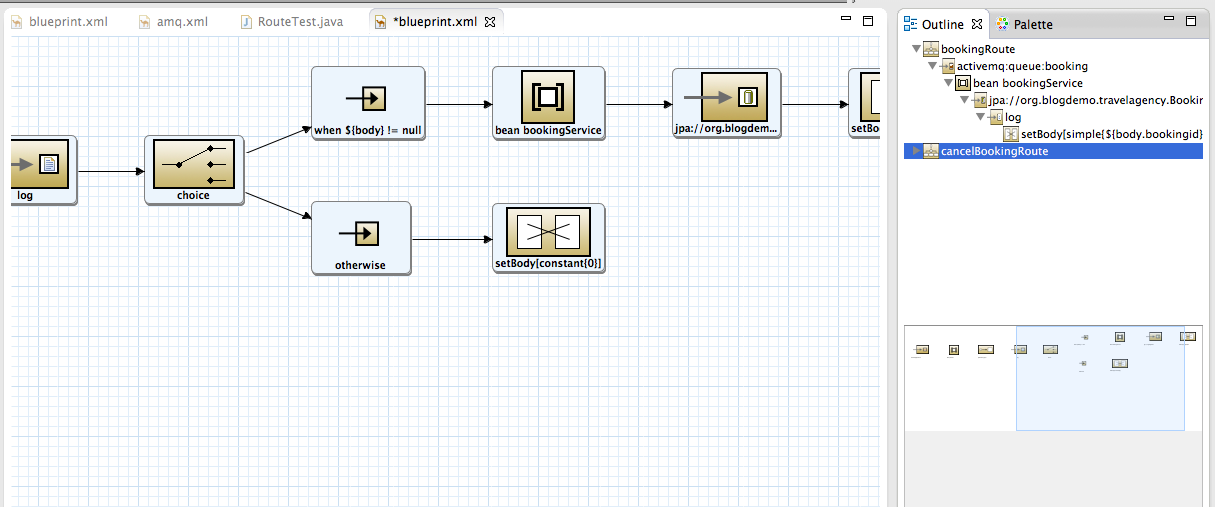 blueprint.xml
amq.xml
RouteTest.java
*blueprint.xml
when ${body} != null
bean bookingService
jpa://org.blogdem...
setBo
log
choice
otherwise
setBody[constant{0}]
Outline
Palette
bookingRoute
activemq:queue:booking
bean bookingService
jpa://org.blogdemo.travelagency.Bookin
log
setBody[simple{${body.bookingid}
cancelBookingRoute